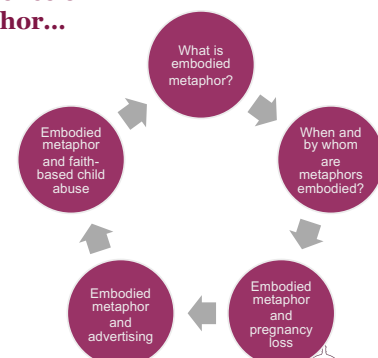 hor...
What is
embodied
metaphor?
When and
by whom
are
metaphors
embodied?
Embodied
metaphor
and
pregnancy
loss
Embodied
metaphor
and
advertising
Embodied
metaphor
and faith-
based child
abuse